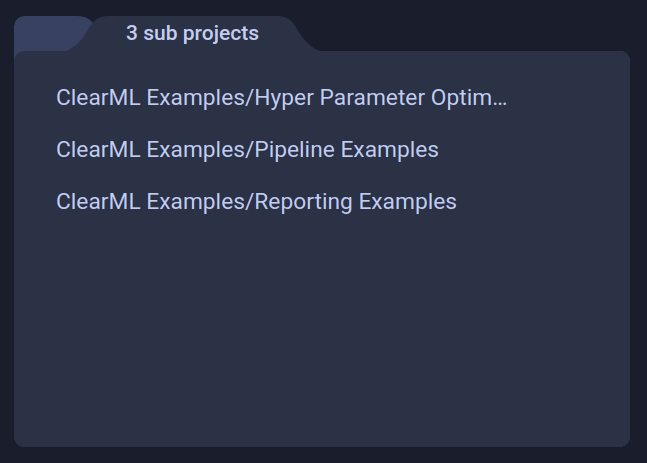 3 sub projects
ClearML Examples/Hyper Parameter Optim...
ClearML Examples/Pipeline Examples
ClearML Examples/Reporting Examples